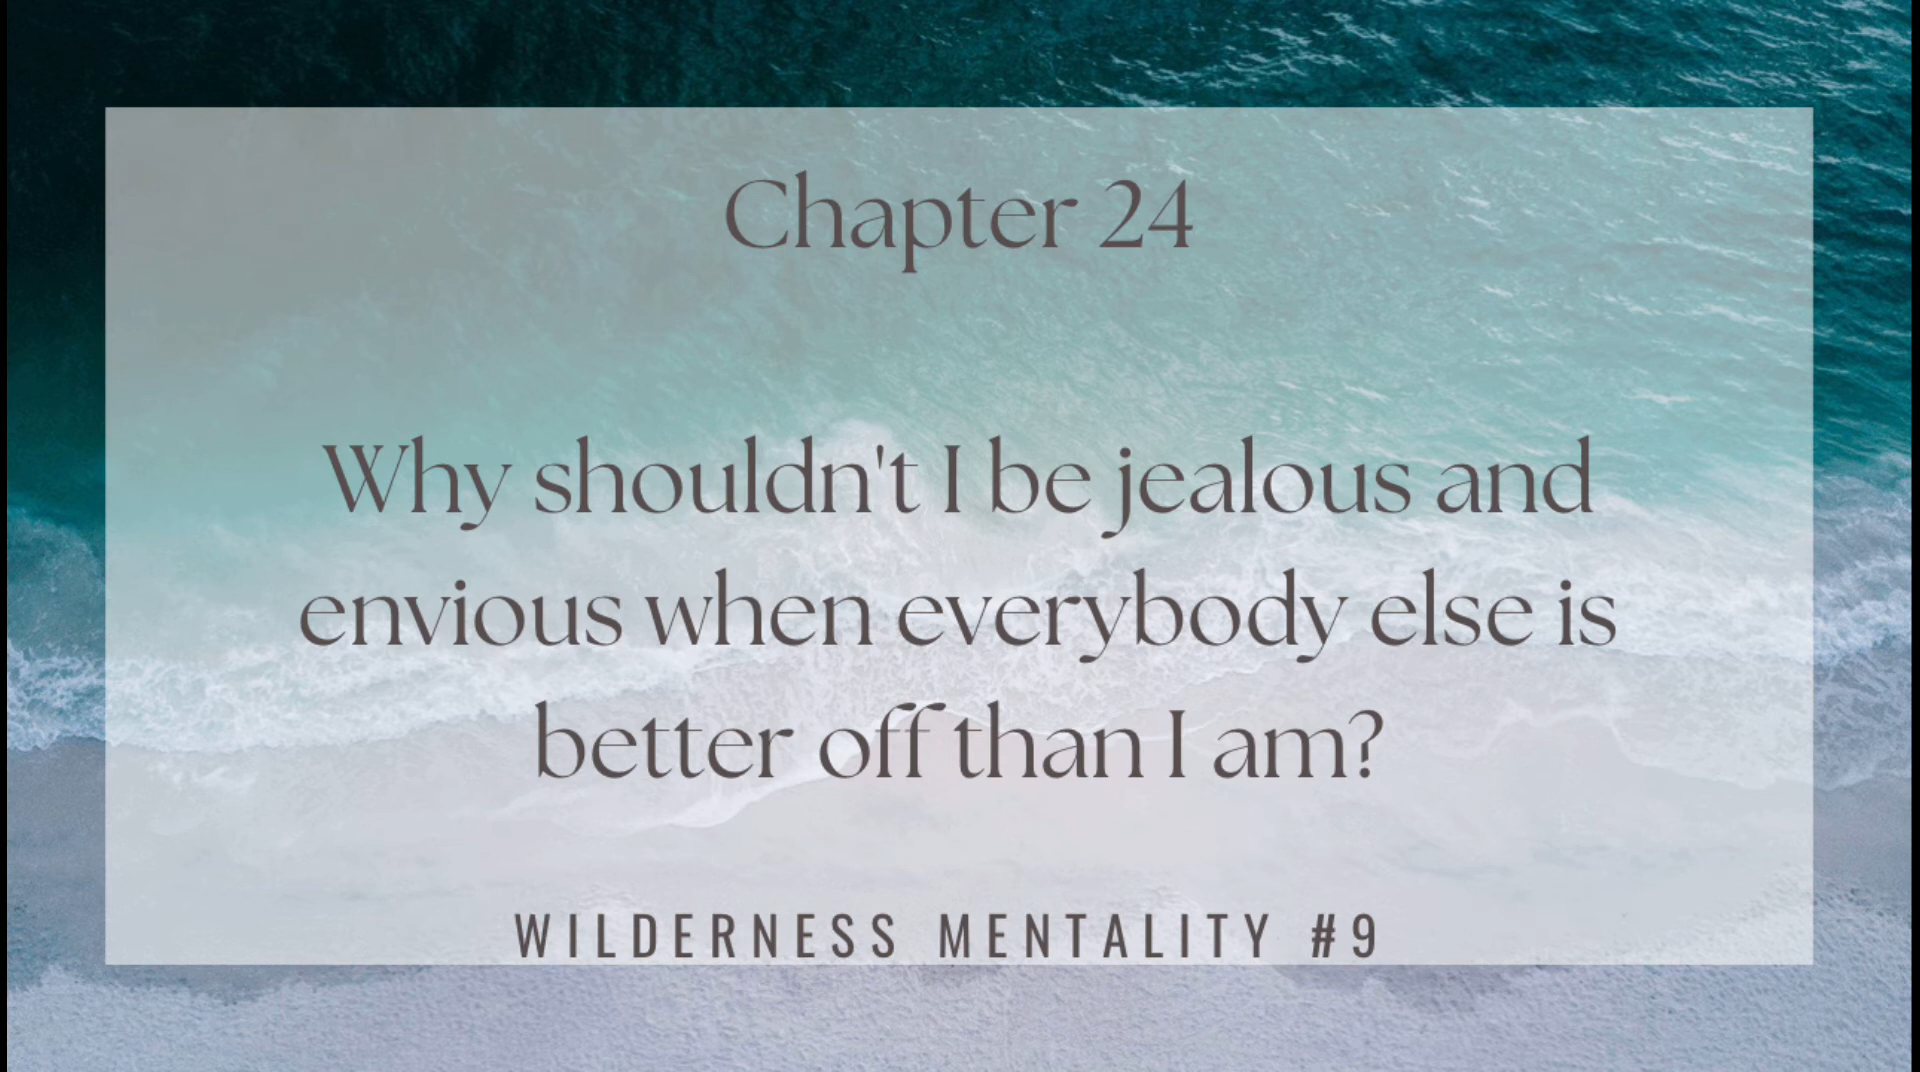 Chapter 24
Why shouldn't I be jealous and
envious when everybody else is
better off than I am?
WILDERNESS MENTALITY #9